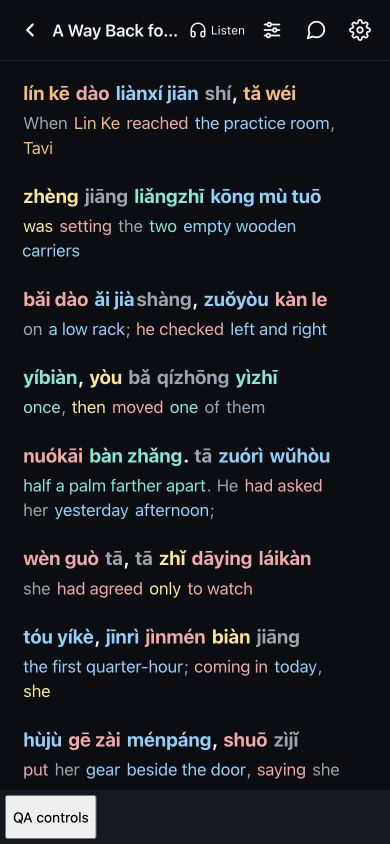 A Way Back fo...
Listen
lín kē dào liànxí jiān shí, tǎ wéi
When Lin Ke reached the practice room,
Tavi
zhèng jiāng liǎngzhī kōng mù tuō
was setting the two empty wooden
carriers
bǎi dào ǎi jià shàng, zuǒyòu kàn le
on a low rack; he checked left and right
yíbiàn, yòu bǎ qízhōng yìzhī
once, then moved one of them
nuókāi bàn zhǎng. tā zuórì wǔhòu
half a palm farther apart. He had asked
her yesterday afternoon;
wèn guò tā, tā zhǐ dāying láikàn
she had agreed only to watch
tóu yíkè, jīnrì jìnmén biàn jiāng
the first quarter-hour; coming in today,
she
hùjù gē zài ménpáng, shuō zìjǐ
put her gear beside the door, saying she
QA controls